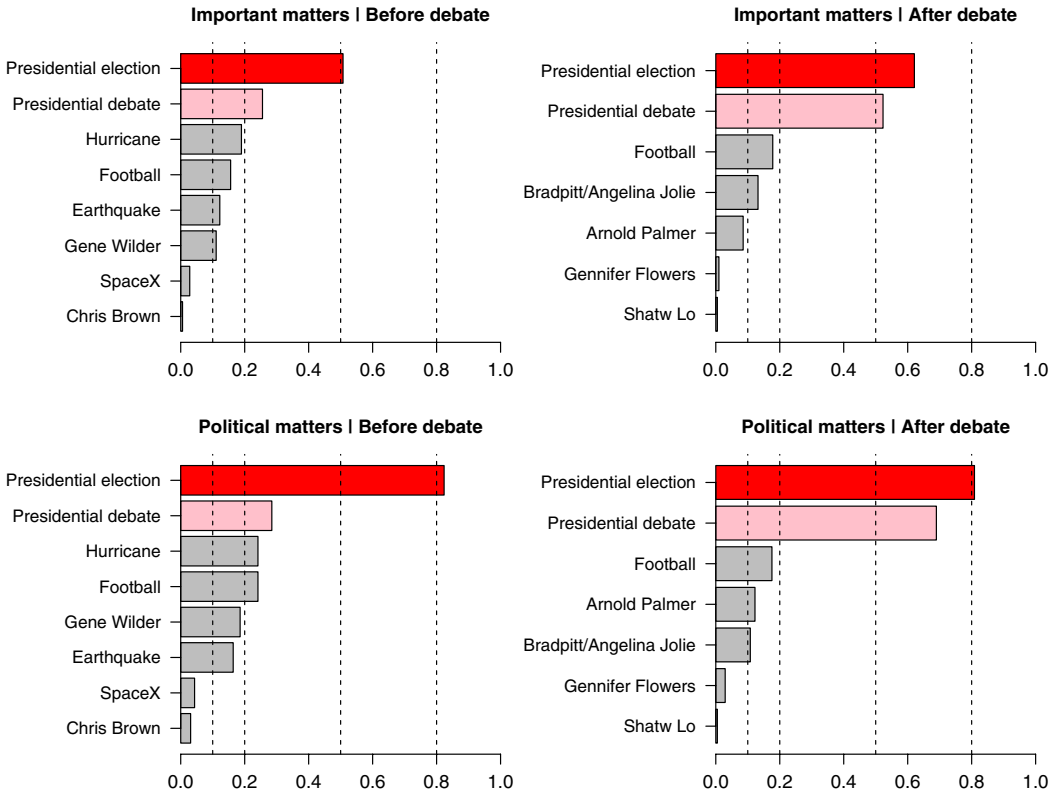 Important matters | Before debate
Presidential election
Presidential debate
Hurricane
Football
Earthquake
Gene Wilder
SpaceX
Chris Brown
0.0 0.2 0.4 0.6 0.8 1.0
Important matters | After debate
Presidential election
Presidential debate
Football
Bradpitt/Angelina Jolie
Arnold Palmer
Gennifer Flowers
Shatw Lo
0.0 0.2 0.4 0.6 0.8 1.0
Political matters | Before debate
Presidential election
Presidential debate
Hurricane
Football
Gene Wilder
Earthquake
SpaceX
Chris Brown
0.0 0.2 0.4 0.6 0.8 1.0
Political matters | After debate
Presidential election
Presidential debate
Football
Arnold Palmer
Bradpitt/Angelina Jolie
Gennifer Flowers
Shatw Lo
0.0 0.2 0.4 0.6 0.8 1.0